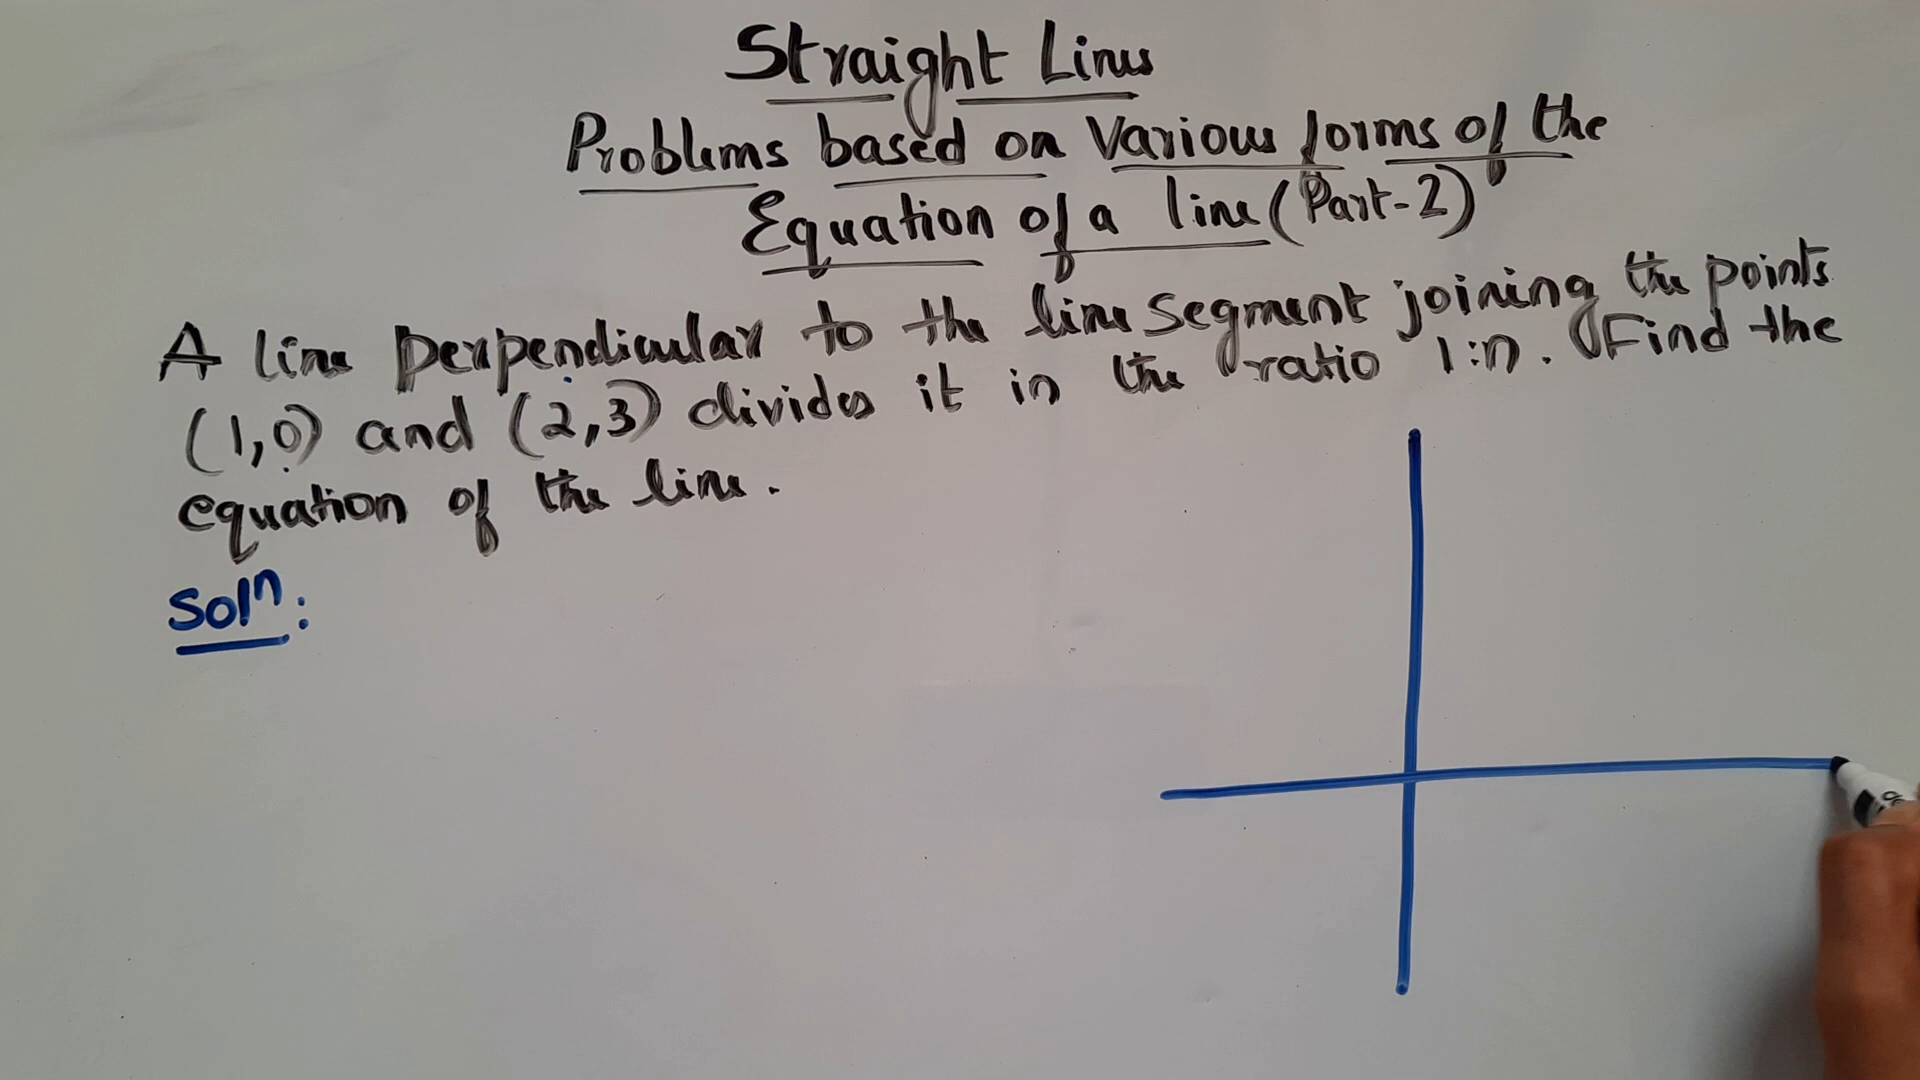 Straight Lines
Problems based on Various forms of the
Equation of a line (Part-2)
A line perpendicular to the line segment joining the points
(1,0) and (2,3) divides it in the ratio 1:n. Find the
equation of the line.
Solⁿ: